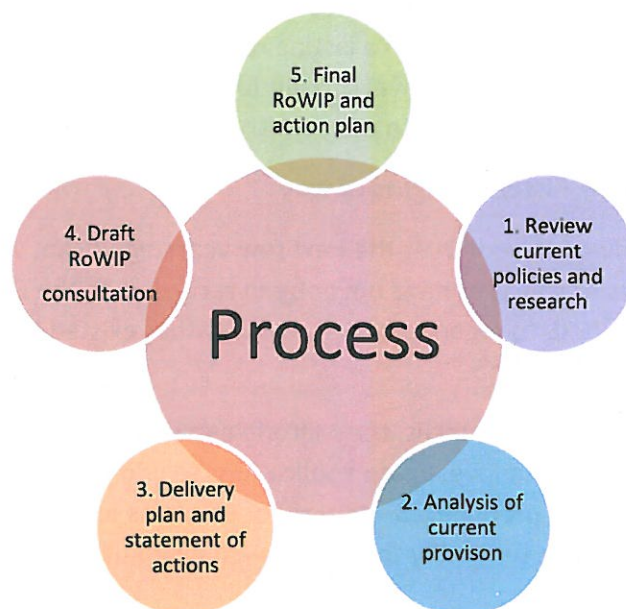 5. Final
RoWIP and
action plan
1. Review
current
policies and
research
2. Analysis of
current
provison
3. Delivery
plan and
statement of
actions
4. Draft
RoWIP
consultation
Process